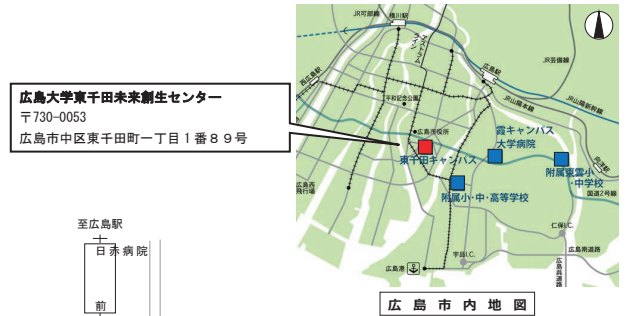 JR可部線
横川駅
アストラムライン
広島駅
JR芸備線
西広島駅
平和記念公園
JR山陽本線
JR山陽新幹線
広島大学東千田未来創生センター
〒730-0053
広島市中区東千田町一丁目1番89号
広島市役所
霞キャンパス
大学病院
向洋駅
東千田キャンパス
附属東雲小
・中学校
広島西
飛行場
附属小・中・高等学校
国道2号線
仁保I.C.
至広島駅
日赤病院
前
宇品I.C.
広島南道路
広島港
広島呉道路
広島市内地図